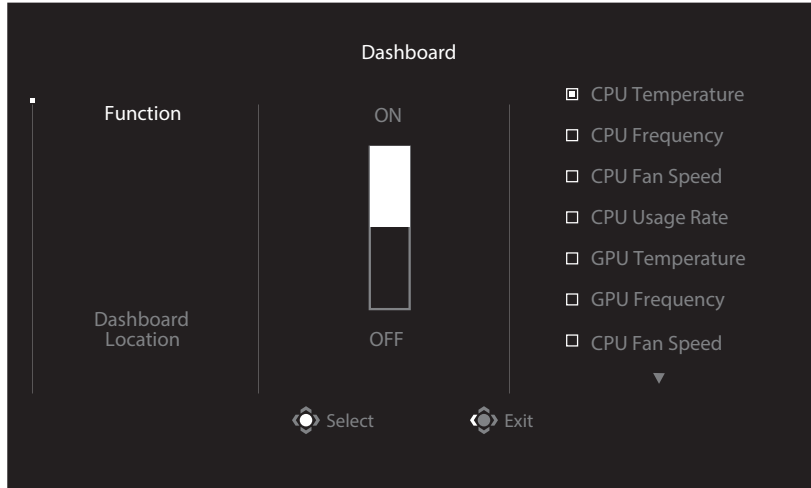 Dashboard
Function
Dashboard
Location
ON
OFF
CPU Temperature
CPU Frequency
CPU Fan Speed
CPU Usage Rate
GPU Temperature
GPU Frequency
CPU Fan Speed
Select
Exit